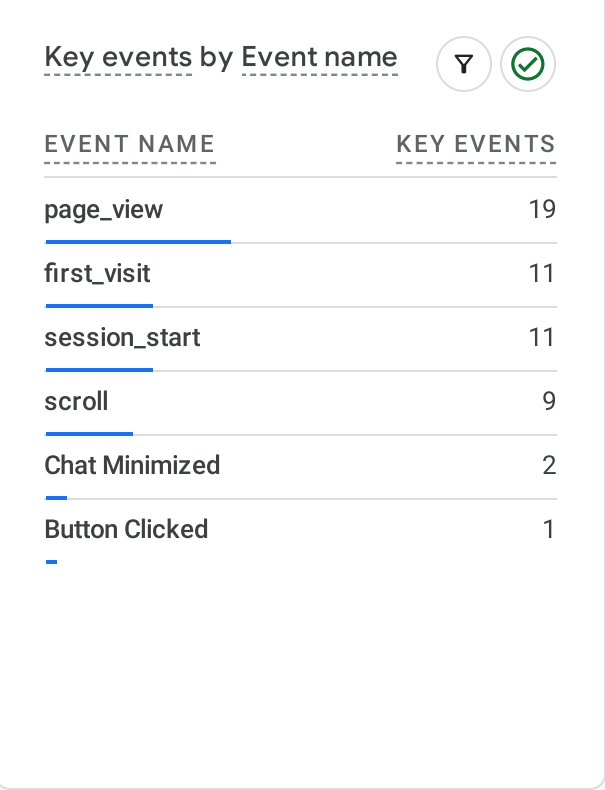 Key events by Event name
EVENT NAME KEY EVENTS
page_view 19
first_visit 11
session_start 11
scroll 9
Chat Minimized 2
Button Clicked 1